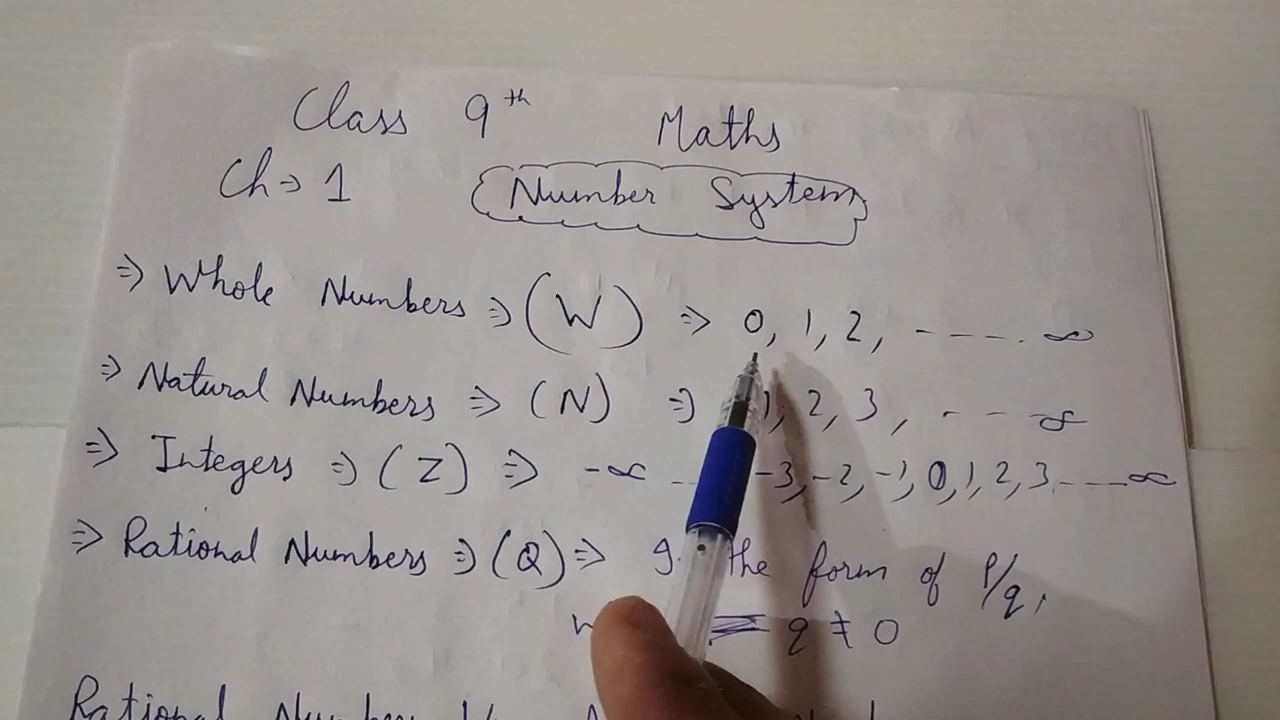 Class 9th Maths
Ch → 1 Number System
⇒ Whole Numbers ⇒ (W) ⇒ 0, 1, 2, ---- ∞
⇒ Natural Numbers ⇒ (N) ⇒ 1, 2, 3, --- ∞
⇒ Integers ⇒ (Z) ⇒ -∞ ... -3, -2, -1, 0, 1, 2, 3 ---- ∞
⇒ Rational Numbers ⇒ (Q) ⇒ the form of P/q,
q ≠ 0
Rational